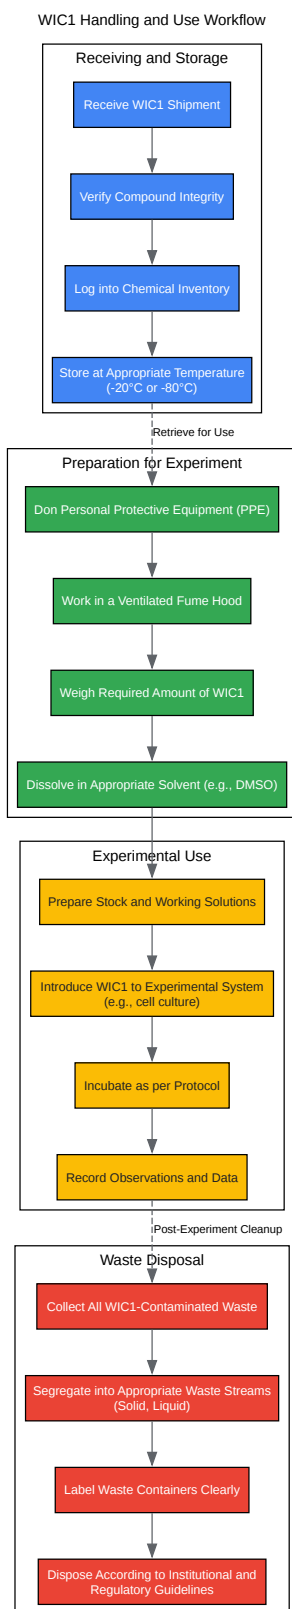 WIC1 Handling and Use Workflow
Receiving and Storage
Receive WIC1 Shipment
Verify Compound Integrity
Log into Chemical Inventory
Store at Appropriate Temperature
(-20°C or -80°C)
Retrieve for Use
Preparation for Experiment
Don Personal Protective Equipment (PPE)
Work in a Ventilated Fume Hood
Weigh Required Amount of WIC1
Dissolve in Appropriate Solvent (e.g., DMSO)
Experimental Use
Prepare Stock and Working Solutions
Introduce WIC1 to Experimental System
(e.g., cell culture)
Incubate as per Protocol
Record Observations and Data
Post-Experiment Cleanup
Waste Disposal
Collect All WIC1-Contaminated Waste
Segregate into Appropriate Waste Streams
(Solid, Liquid)
Label Waste Containers Clearly
Dispose According to Institutional and
Regulatory Guidelines